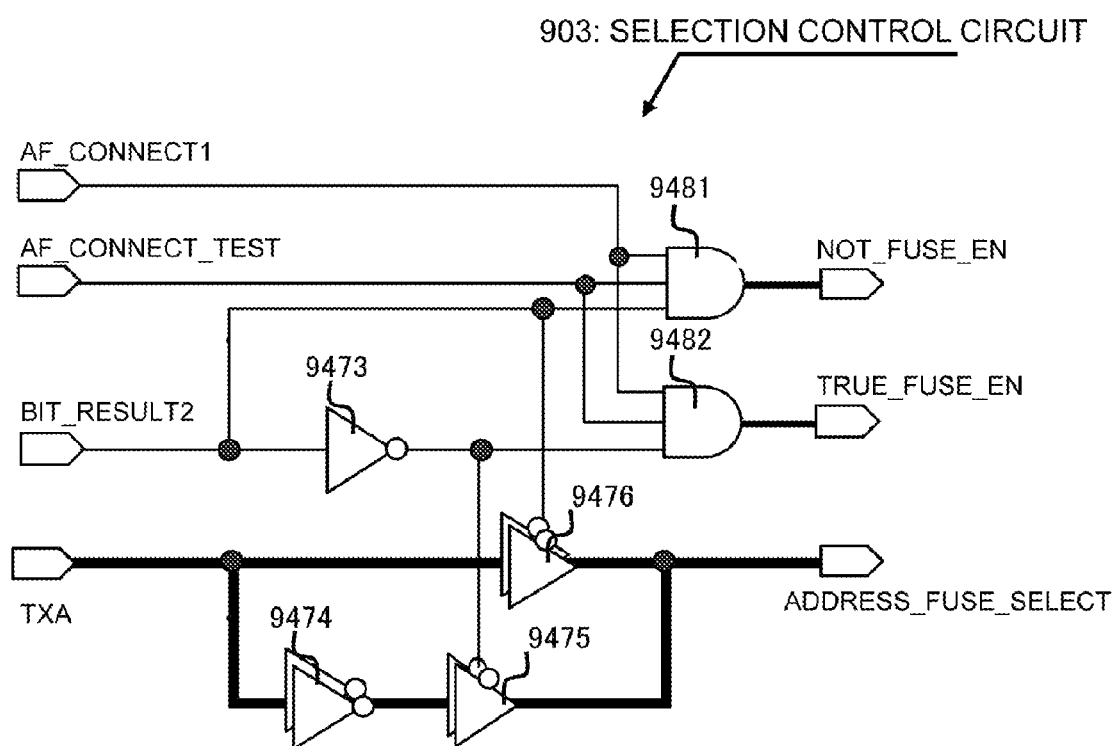 903: SELECTION CONTROL CIRCUIT
AF_CONNECT1
9481
AF_CONNECT_TEST
NOT_FUSE_EN
9482
9473
TRUE_FUSE_EN
BIT_RESULT2
9476
TXA
ADDRESS_FUSE_SELECT
9474
9475